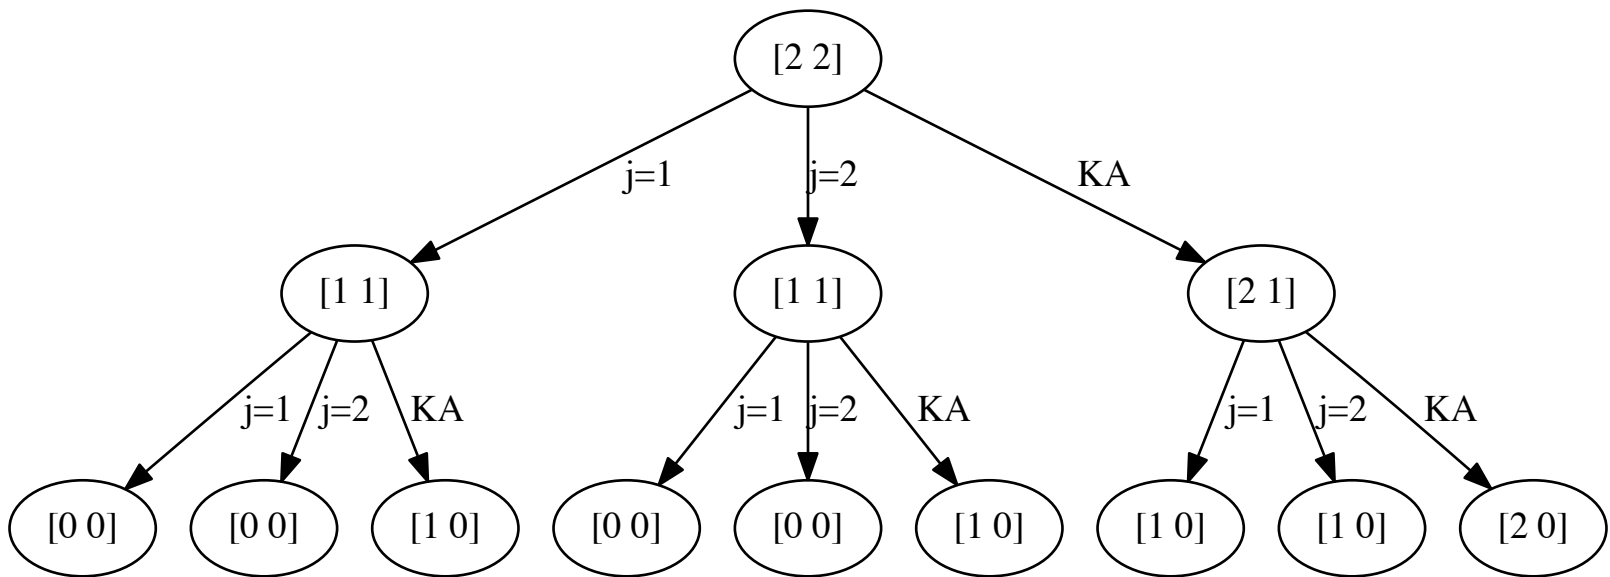 [2 2]
j=1 j=2 KA
[1 1] [1 1] [2 1]
j=1 j=2 KA j=1 j=2 KA j=1 j=2 KA
[0 0] [0 0] [1 0] [0 0] [0 0] [1 0] [1 0] [1 0] [2 0]